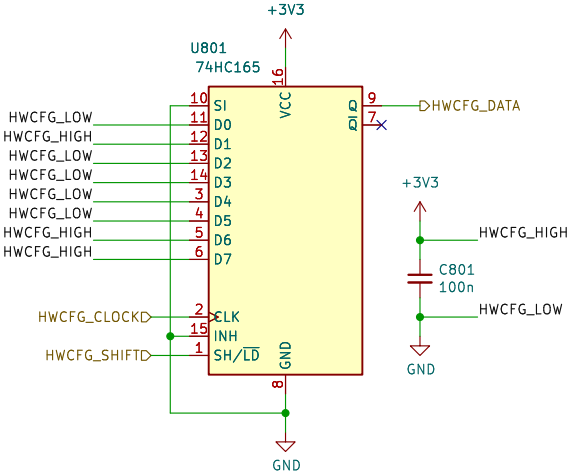 +3V3
U801
74HC165
16
VCC
10 SI
Q 9 HWCFG_DATA
HWCFG_LOW 11 D0
Q 7
HWCFG_HIGH 12 D1
HWCFG_LOW 13 D2
HWCFG_LOW 14 D3
HWCFG_LOW 3 D4
HWCFG_LOW 4 D5
HWCFG_HIGH 5 D6
HWCFG_HIGH 6 D7
HWCFG_CLOCK 2 CLK
15 INH
HWCFG_SHIFT 1 SH/LD
GND
8
GND
+3V3
HWCFG_HIGH
C801
100n
HWCFG_LOW
GND